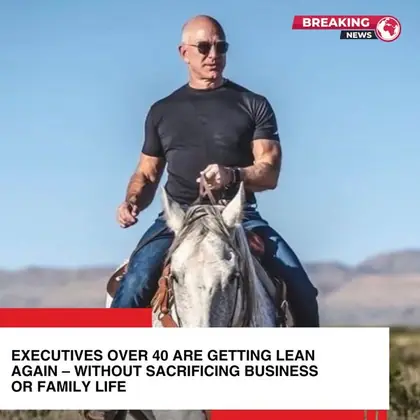 BREAKING
NEWS
EXECUTIVES OVER 40 ARE GETTING LEAN
AGAIN – WITHOUT SACRIFICING BUSINESS
OR FAMILY LIFE